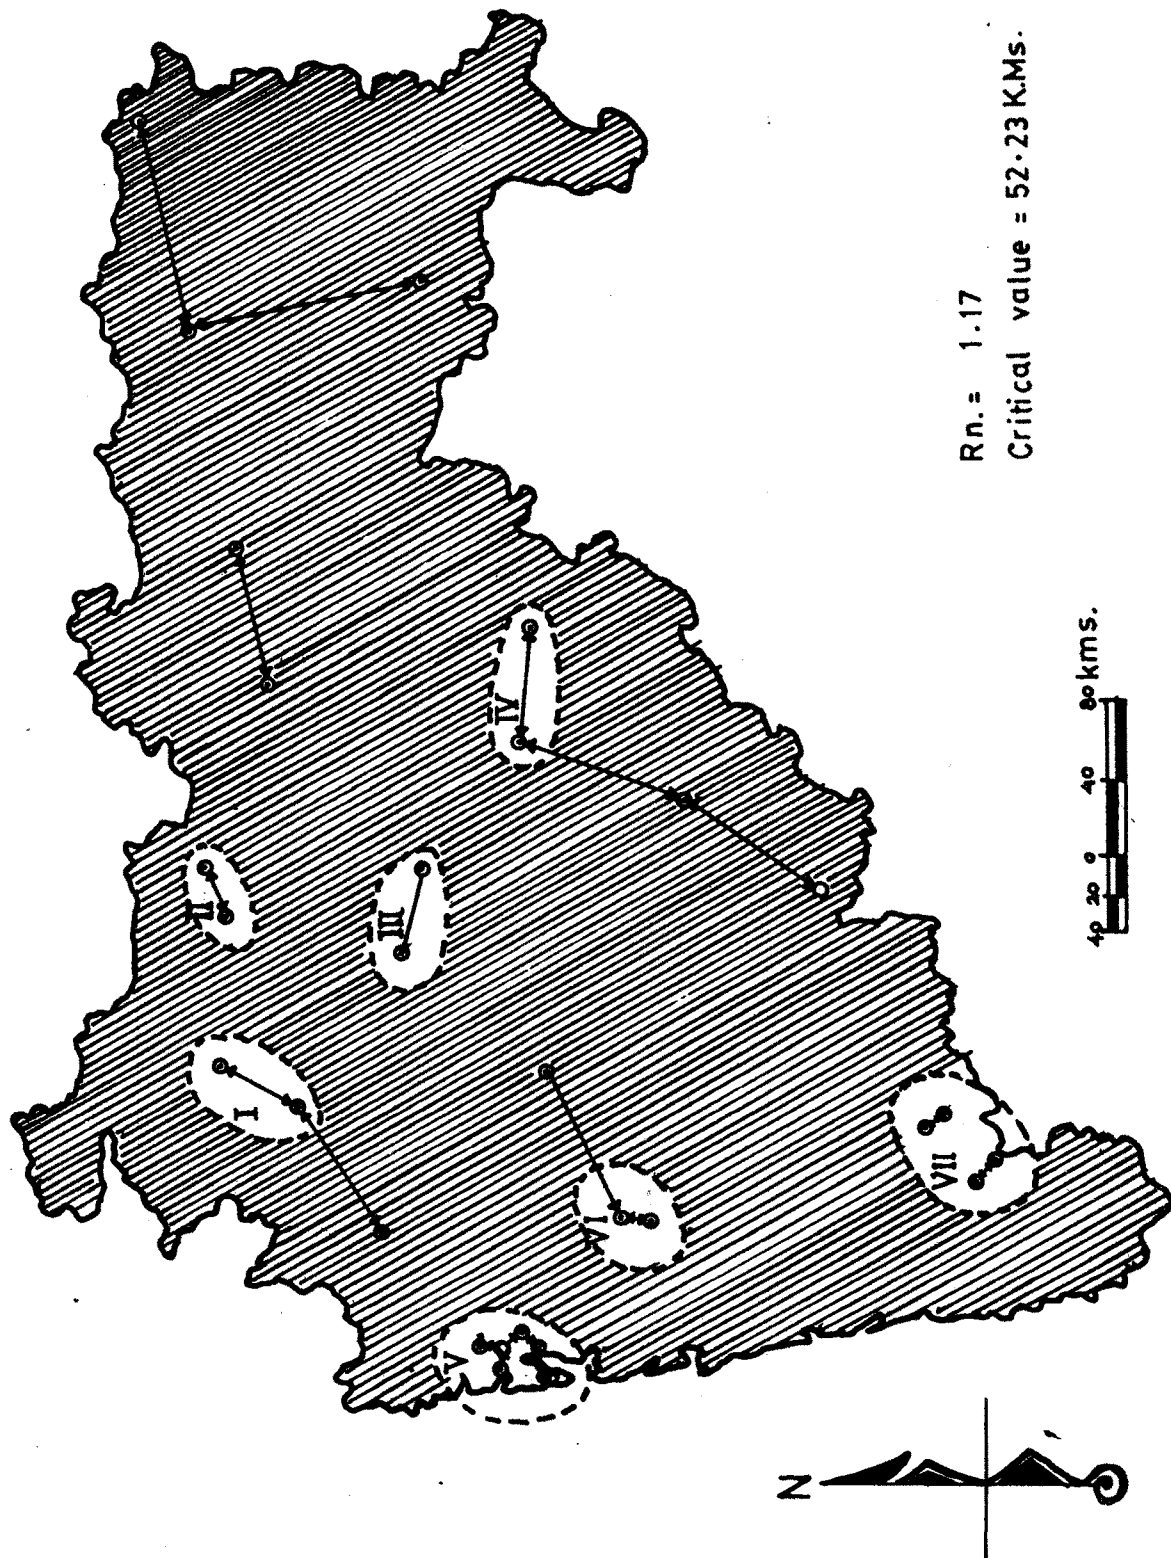 I
II
III
IV
V
VI
VII
Rn. = 1.17
Critical value = 52.23 K.Ms.
40 20 0 40 80 kms.
N